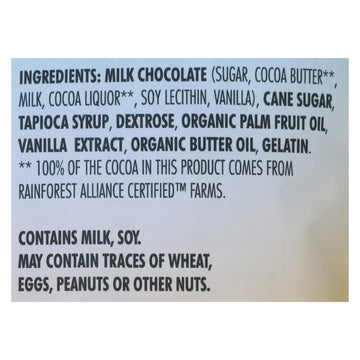 INGREDIENTS: MILK CHOCOLATE (SUGAR, COCOA BUTTER**,
MILK, COCOA LIQUOR**, SOY LECITHIN, VANILLA), CANE SUGAR,
TAPIOCA SYRUP, DEXTROSE, ORGANIC PALM FRUIT OIL,
VANILLA EXTRACT, ORGANIC BUTTER OIL, GELATIN.
** 100% OF THE COCOA IN THIS PRODUCT COMES FROM
RAINFOREST ALLIANCE CERTIFIED™ FARMS.
CONTAINS MILK, SOY.
MAY CONTAIN TRACES OF WHEAT,
EGGS, PEANUTS OR OTHER NUTS.